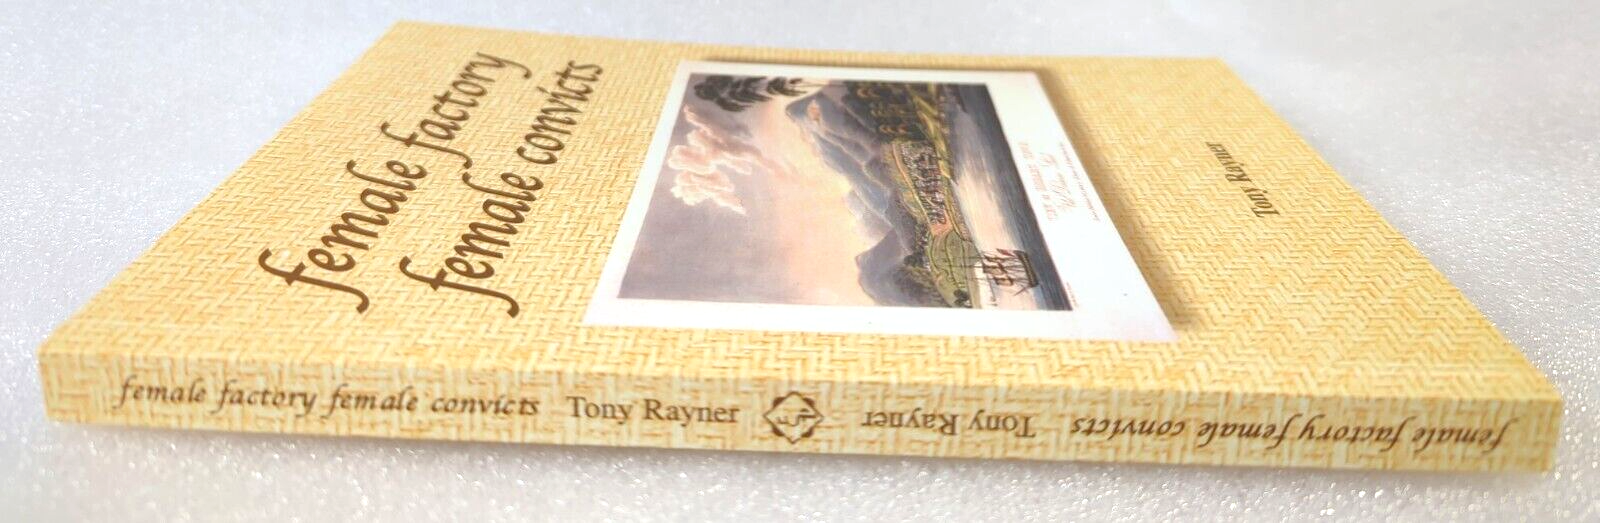 female factory
female convicts
Tony Rayner
female factory female convicts Tony Rayner
Tony Rayner female factory female convicts